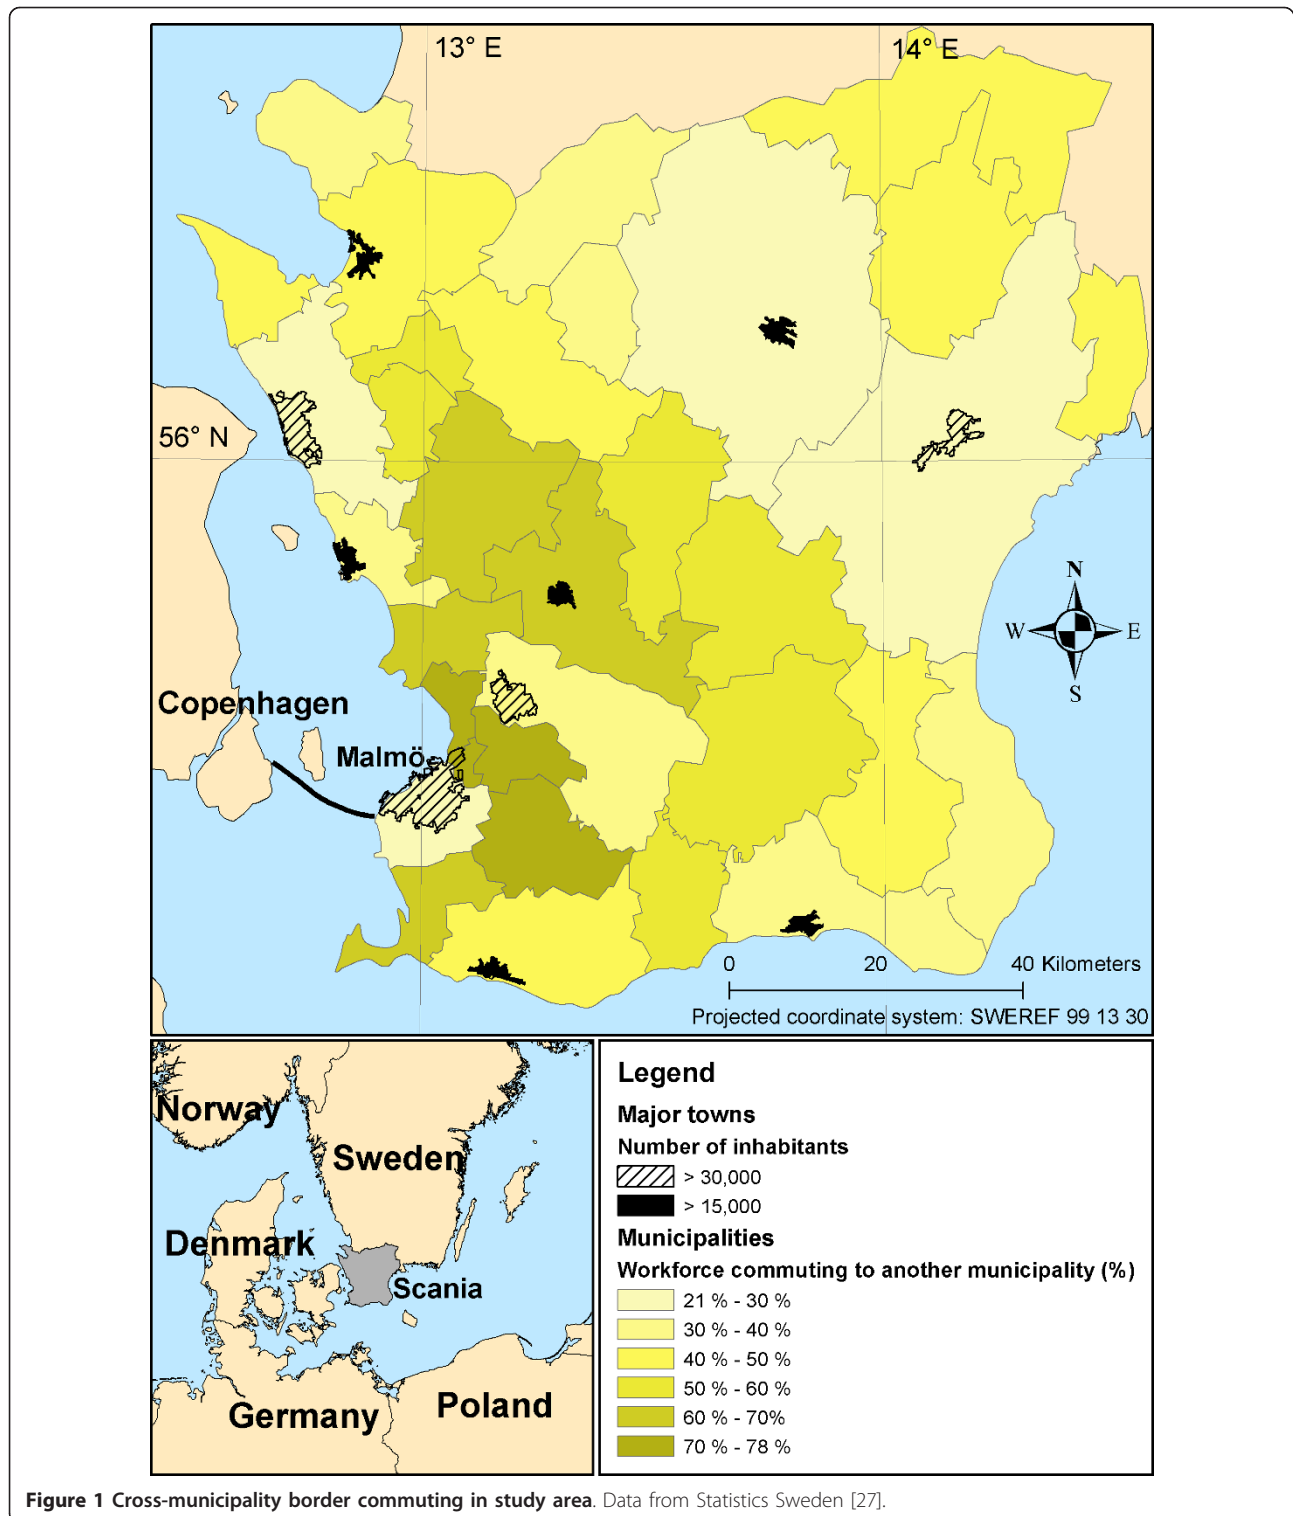 13° E
14° E
56° N
N
W
E
S
Copenhagen
Malmö
0
20
40 Kilometers
Projected coordinate system: SWEREF 99 13 30
Norway
Sweden
Denmark
Scania
Germany
Poland
Legend
Major towns
Number of inhabitants
> 30,000
> 15,000
Municipalities
Workforce commuting to another municipality (%)
21 % - 30 %
30 % - 40 %
40 % - 50 %
50 % - 60 %
60 % - 70%
70 % - 78 %
Figure 1 Cross-municipality border commuting in study area. Data from Statistics Sweden [27].